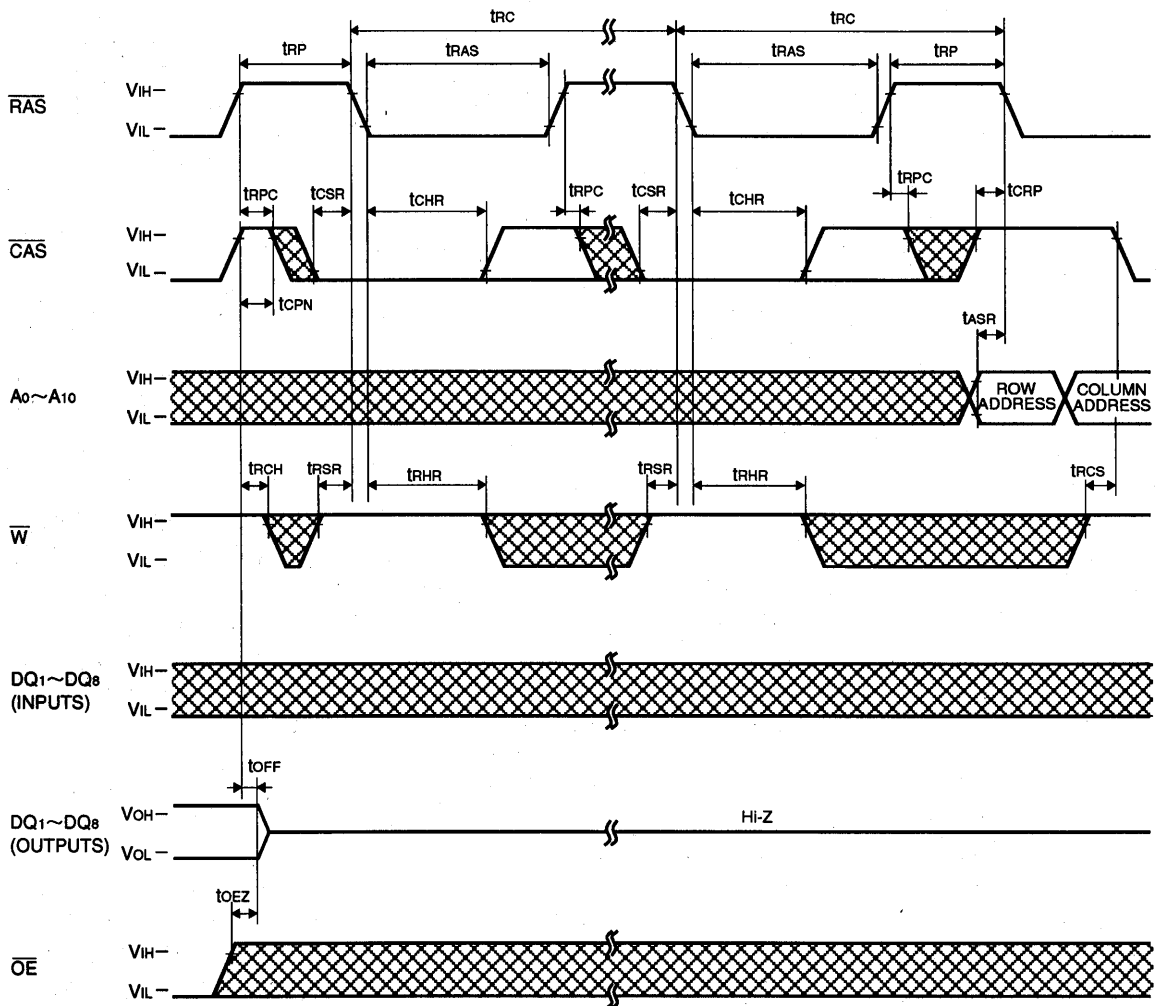 tRC tRC
tRP tRAS tRAS tRP
VIH
RAS
VIL
tRPC tCSR tCHR tRPC tCSR tCHR tRPC tCRP
VIH
CAS
VIL
tCPN
tASR
VIH
A0~A10
VIL
ROW ADDRESS
COLUMN ADDRESS
tRCH tRSR tRHR tRSR tRHR tRCS
VIH
W
VIL
DQ1~DQ8
(INPUTS)
VIH
VIL
tOFF
DQ1~DQ8
(OUTPUTS)
VOH
VOL
Hi-Z
tOEZ
VIH
OE
VIL